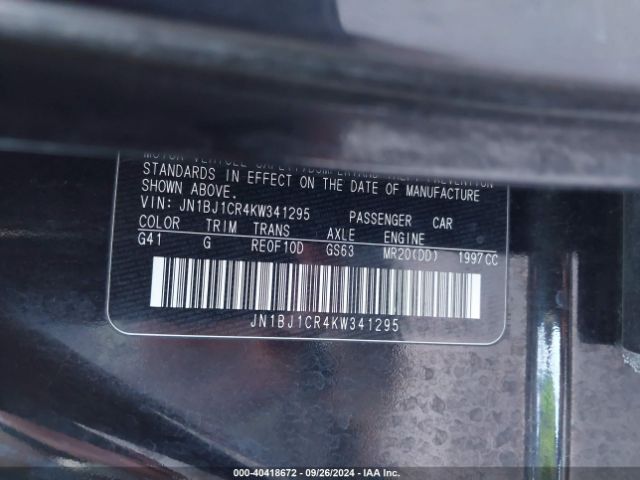 STANDARDS IN EFFECT ON THE DATE OF MANUFACTURE
SHOWN ABOVE.
VIN: JN1BJ1CR4KW341295 PASSENGER CAR
COLOR TRIM TRANS AXLE ENGINE
G41 G RE0F10D GS63 MR20(DD) 1997CC
JN1BJ1CR4KW341295
000-40418672 - 09/26/2024 - IAA Inc.